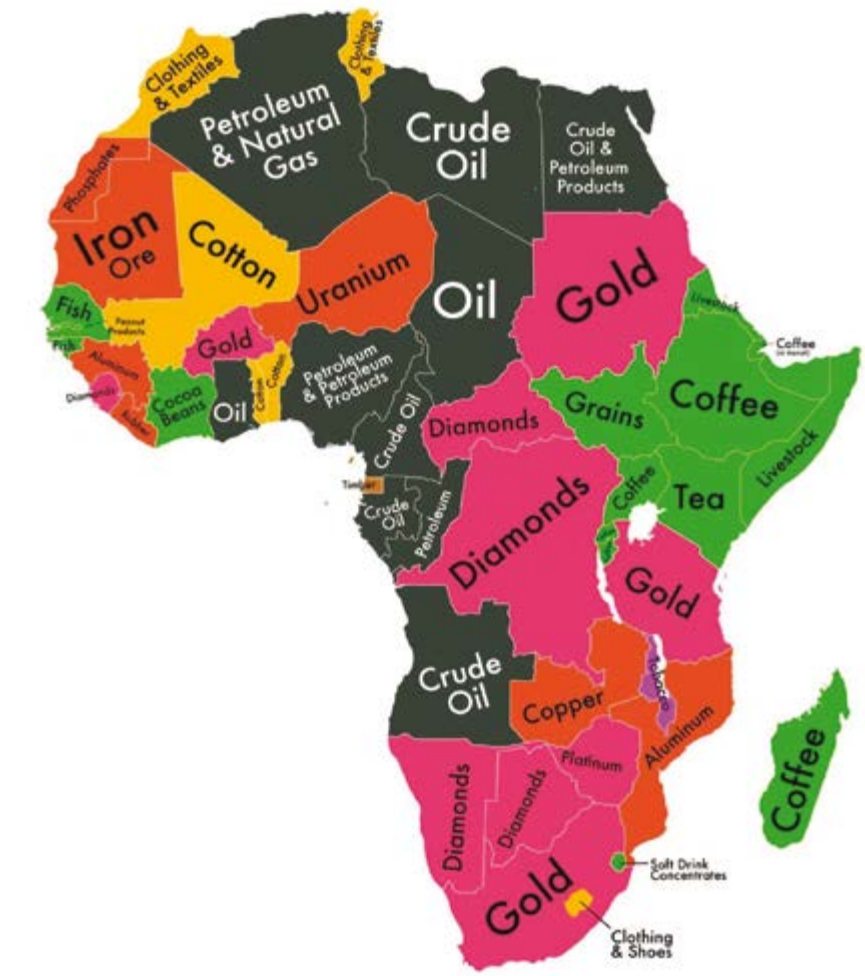 Clothing
& Textiles
Clothing
& Textiles
Petroleum
& Natural
Gas
Crude
Oil
Crude
Oil &
Petroleum
Products
Phosphates
Iron
Ore
Cotton
Uranium
Oil
Gold
Livestock
Fish
Peanut
Products
Fish
Gold
Coffee
Aluminum
Diamonds
Rubber
Cocoa
Beans
Oil
Cotton
Cotton
Petroleum
& Petroleum
Products
Crude Oil
Diamonds
Grains
Coffee
Livestock
Timber
Crude
Oil
Petroleum
Diamonds
Coffee
Tea
Gold
Crude
Oil
Copper
Tobacco
Aluminum
Coffee
Diamonds
Diamonds
Platinum
Gold
Soft Drink
Concentrates
Clothing
& Shoes